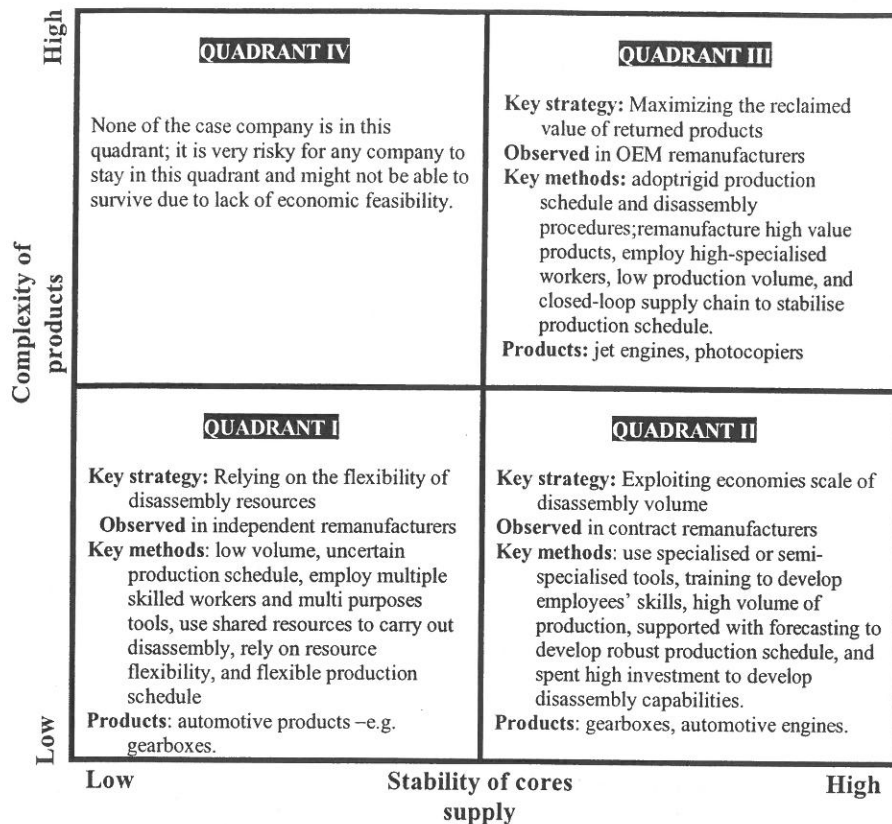 High
QUADRANT IV
None of the case company is in this
quadrant; it is very risky for any company to
stay in this quadrant and might not be able to
survive due to lack of economic feasibility.
QUADRANT III
Key strategy: Maximizing the reclaimed
value of returned products
Observed in OEM remanufacturers
Key methods: adoptrigid production
schedule and disassembly
procedures;remanufacture high value
products, employ high-specialised
workers, low production volume, and
closed-loop supply chain to stabilise
production schedule.
Products: jet engines, photocopiers
Complexity of
products
QUADRANT I
Key strategy: Relying on the flexibility of
disassembly resources
Observed in independent remanufacturers
Key methods: low volume, uncertain
production schedule, employ multiple
skilled workers and multi purposes
tools, use shared resources to carry out
disassembly, rely on resource
flexibility, and flexible production
schedule
Products: automotive products –e.g.
gearboxes.
QUADRANT II
Key strategy: Exploiting economies scale of
disassembly volume
Observed in contract remanufacturers
Key methods: use specialised or semi-
specialised tools, training to develop
employees' skills, high volume of
production, supported with forecasting to
develop robust production schedule, and
spent high investment to develop
disassembly capabilities.
Products: gearboxes, automotive engines.
Low
Low
Stability of cores
supply
High